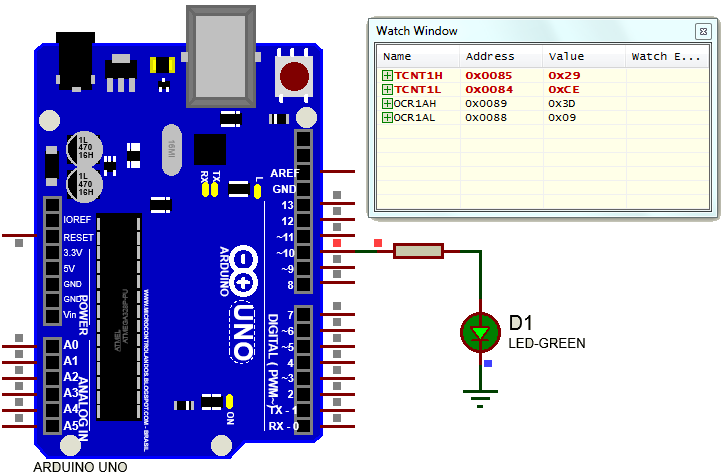 Watch Window
Name Address Value Watch E...
TCNT1H 0x0085 0x29
TCNT1L 0x0084 0xCE
OCR1AH 0x0089 0x3D
OCR1AL 0x0088 0x09
1L
470
16H
1L
470
16H
16MI
RX
TX
L
AREF
GND
13
12
~11
~10
~9
8
7
~6
~5
4
~3
2
TX - 1
RX - 0
IOREF
RESET
3.3V
5V
GND
GND
Vin
POWER
A0
A1
A2
A3
A4
A5
ANALOG IN
ATMEL
ATMEGA328P-PU
WWW.MICROCONTROLANDOS.BLOGSPOT.COM - BRASIL
ARDUINO
UNO
DIGITAL (PWM~)
ON
D1
LED-GREEN
ARDUINO UNO